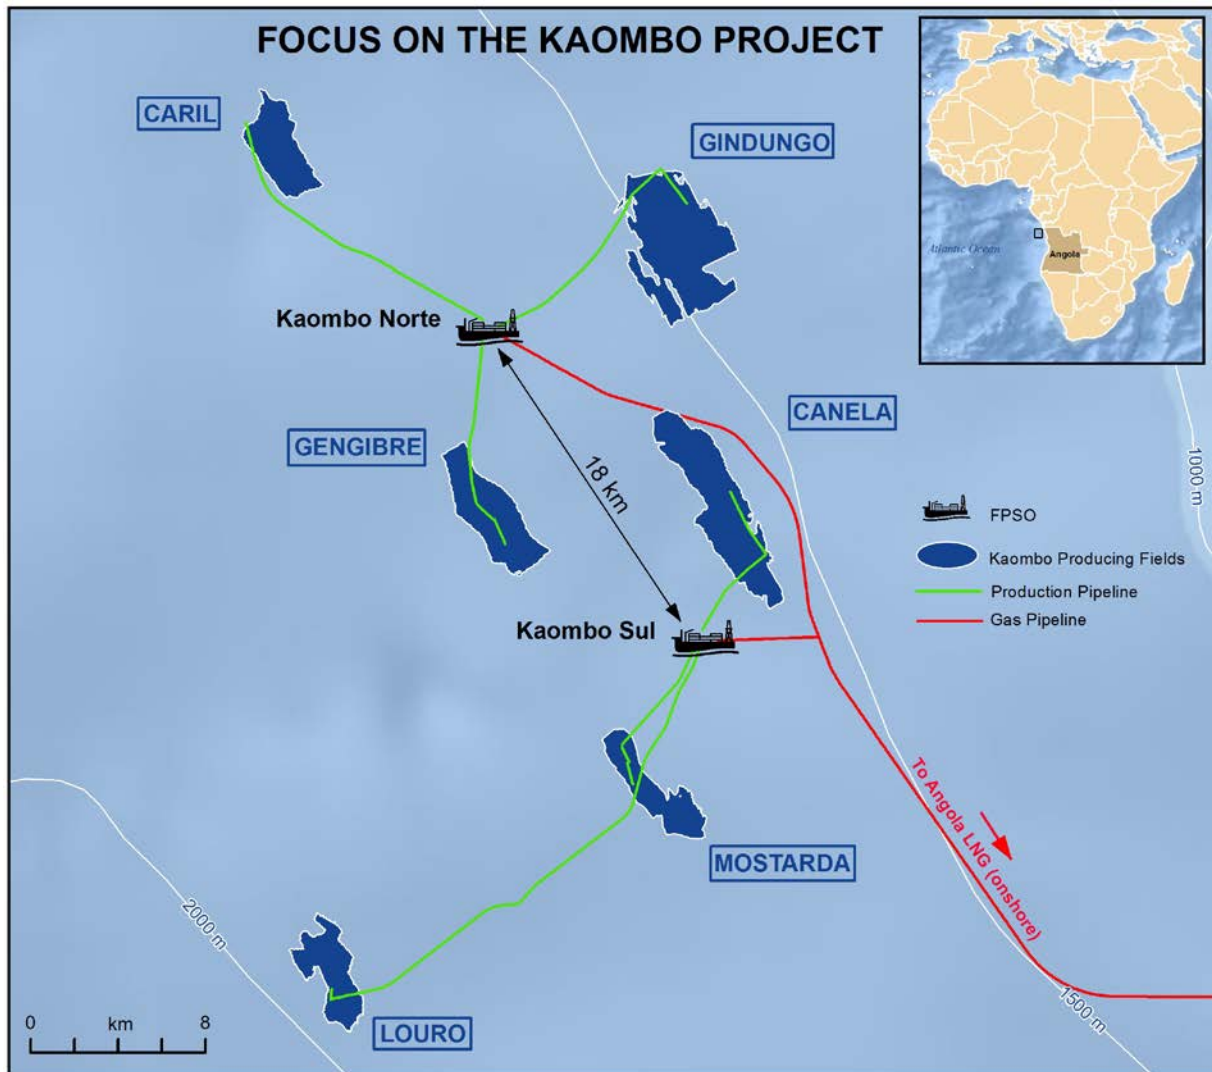 FOCUS ON THE KAOMBO PROJECT
CARIL
GINDUNGO
Atlantic Ocean
Angola
Kaombo Norte
CANELA
GENGIBRE
18 km
1000 m
FPSO
Kaombo Producing Fields
Production Pipeline
Gas Pipeline
Kaombo Sul
To Angola LNG (onshore)
MOSTARDA
2000 m
1500 m
0 km 8
LOURO